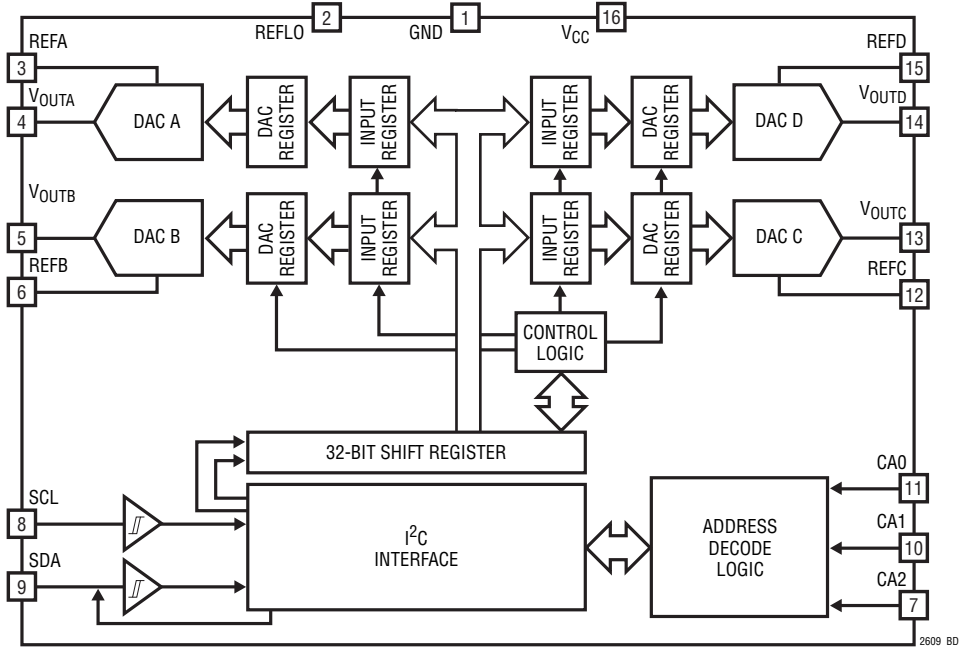 2
1
16
REFLO
GND
VCC
REFA
REFD
3
15
VOUTA
VOUTD
4
14
DAC A
DAC
REGISTER
INPUT
REGISTER
INPUT
REGISTER
DAC
REGISTER
DAC D
VOUTB
VOUTC
5
13
DAC B
DAC
REGISTER
INPUT
REGISTER
INPUT
REGISTER
DAC
REGISTER
DAC C
REFB
REFC
6
12
CONTROL
LOGIC
32-BIT SHIFT REGISTER
SCL
8
SDA
9
I²C
INTERFACE
ADDRESS
DECODE
LOGIC
CA0
11
CA1
10
CA2
7
2609 BD